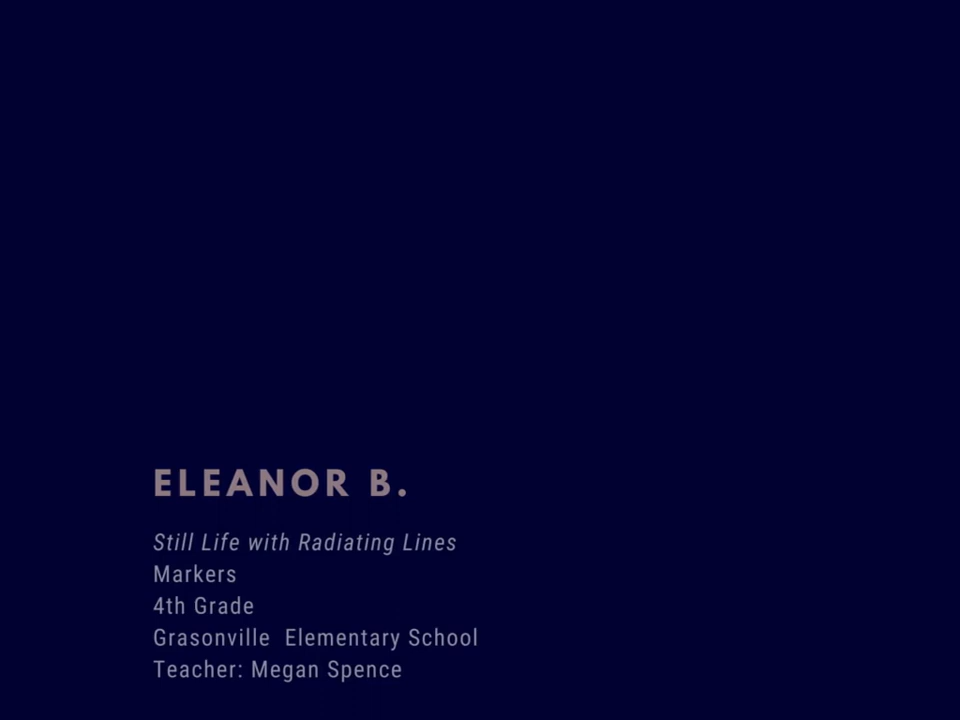 ELEANOR B.
Still Life with Radiating Lines
Markers
4th Grade
Grasonville  Elementary School
Teacher: Megan Spence